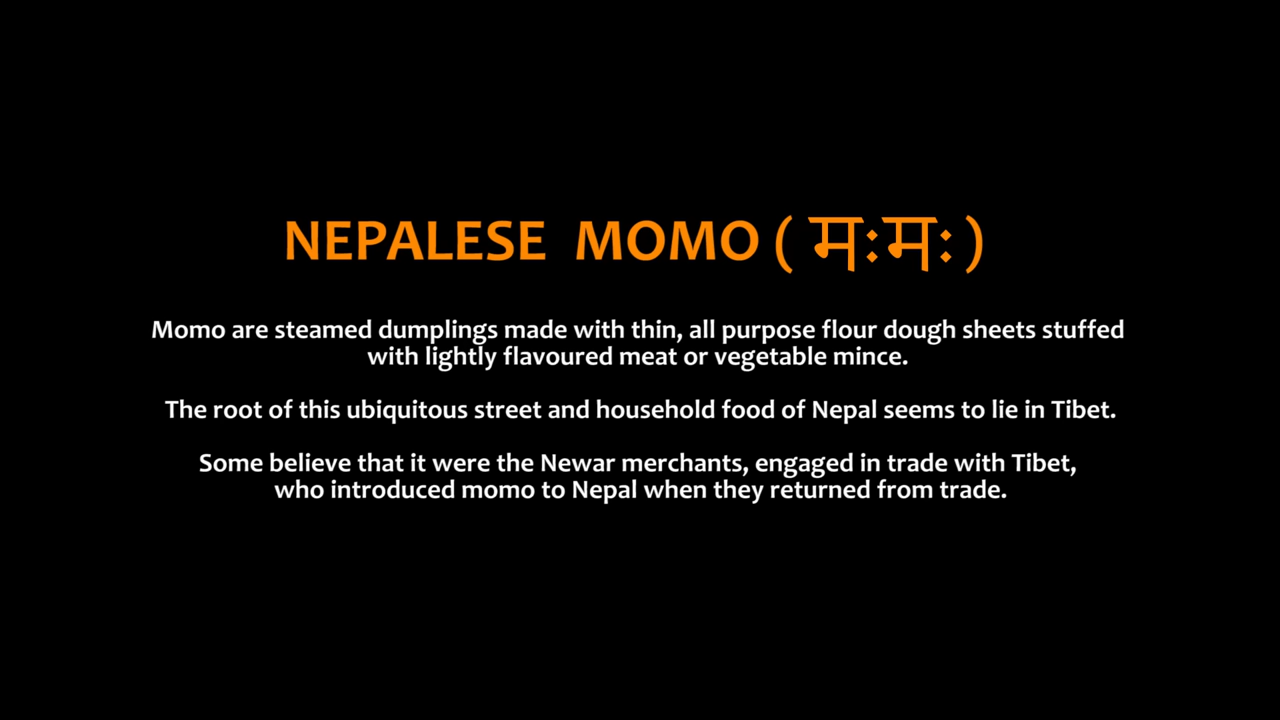 NEPALESE MOMO ( म:म: )
Momo are steamed dumplings made with thin, all purpose flour dough sheets stuffed
with lightly flavoured meat or vegetable mince.
The root of this ubiquitous street and household food of Nepal seems to lie in Tibet.
Some believe that it were the Newar merchants, engaged in trade with Tibet,
who introduced momo to Nepal when they returned from trade.